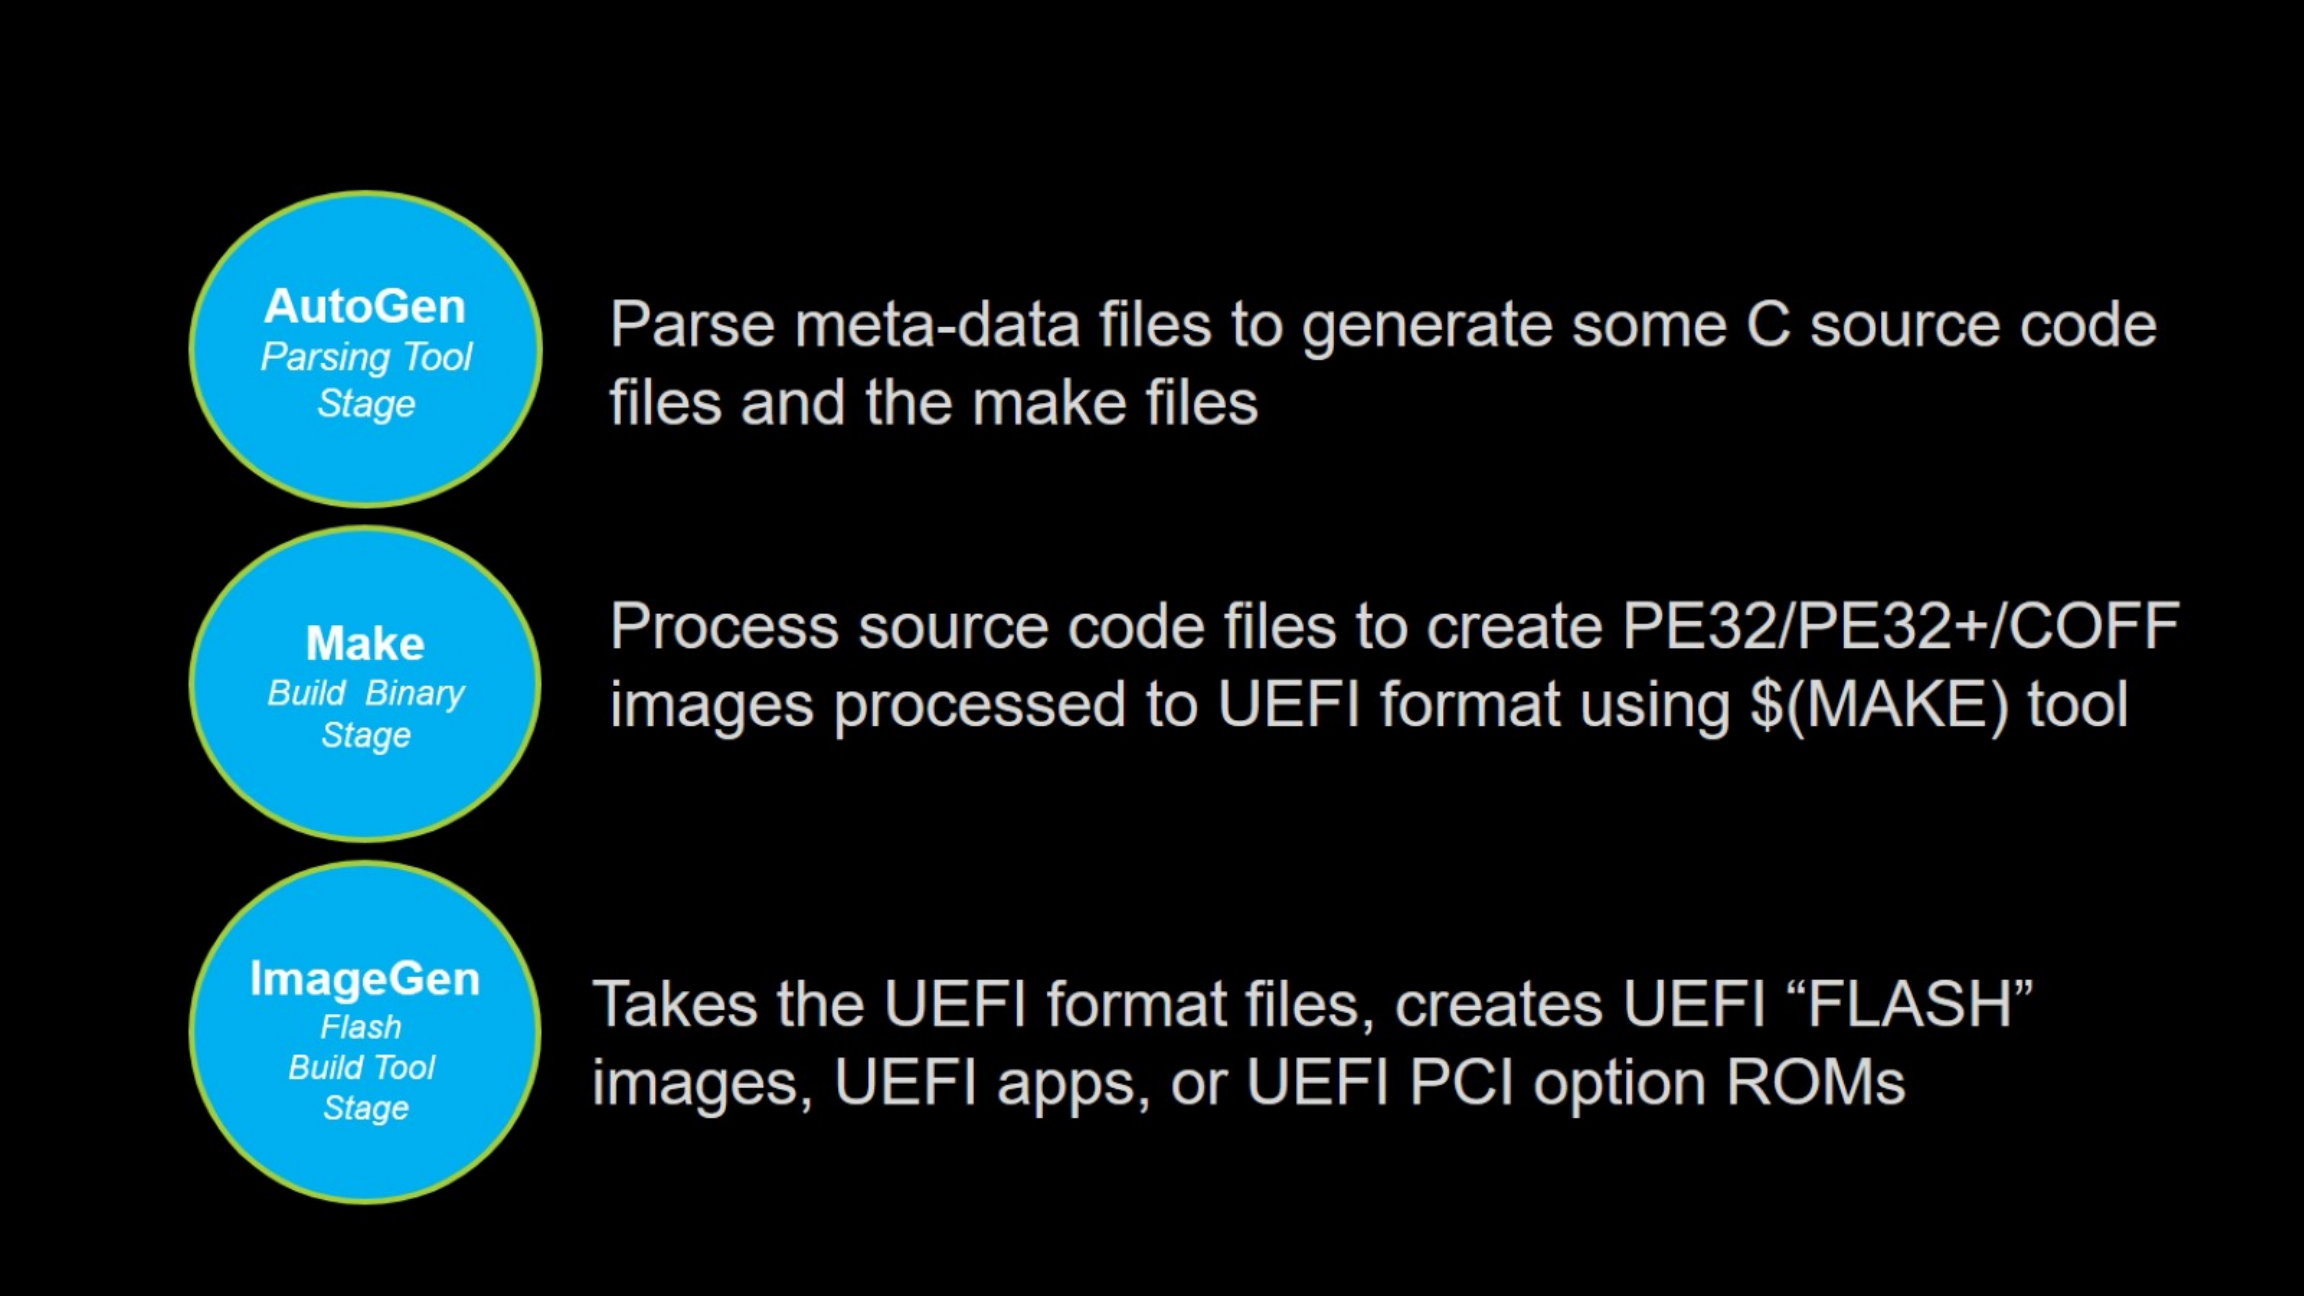 AutoGen
Parsing Tool
Stage
Parse meta-data files to generate some C source code
files and the make files
Make
Build  Binary
Stage
Process source code files to create PE32/PE32+/COFF
images processed to UEFI format using $(MAKE) tool
ImageGen
Flash
Build Tool
Stage
Takes the UEFI format files, creates UEFI “FLASH”
images, UEFI apps, or UEFI PCI option ROMs